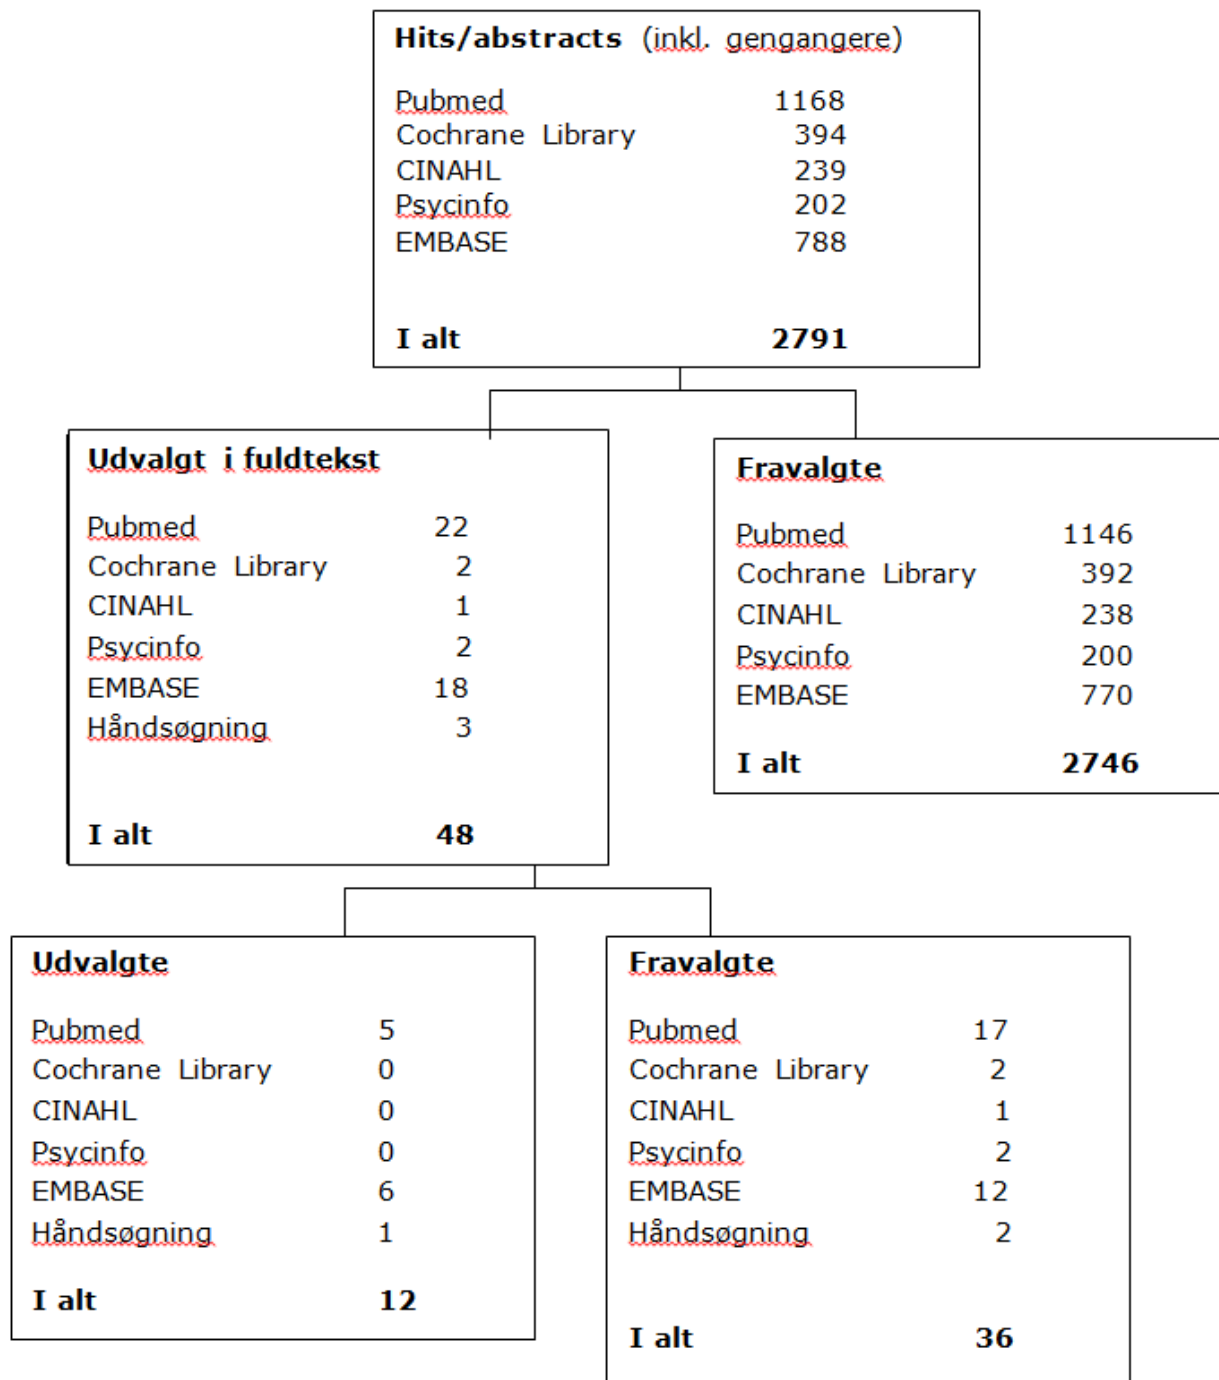 Hits/abstracts (inkl. gengangere)
Pubmed 1168
Cochrane Library 394
CINAHL 239
Psycinfo 202
EMBASE 788
I alt 2791
Udvalgt i fuldtekst
Pubmed 22
Cochrane Library 2
CINAHL 1
Psycinfo 2
EMBASE 18
Håndsøgning 3
I alt 48
Fravalgte
Pubmed 1146
Cochrane Library 392
CINAHL 238
Psycinfo 200
EMBASE 770
I alt 2746
Udvalgte
Pubmed 5
Cochrane Library 0
CINAHL 0
Psycinfo 0
EMBASE 6
Håndsøgning 1
I alt 12
Fravalgte
Pubmed 17
Cochrane Library 2
CINAHL 1
Psycinfo 2
EMBASE 12
Håndsøgning 2
I alt 36